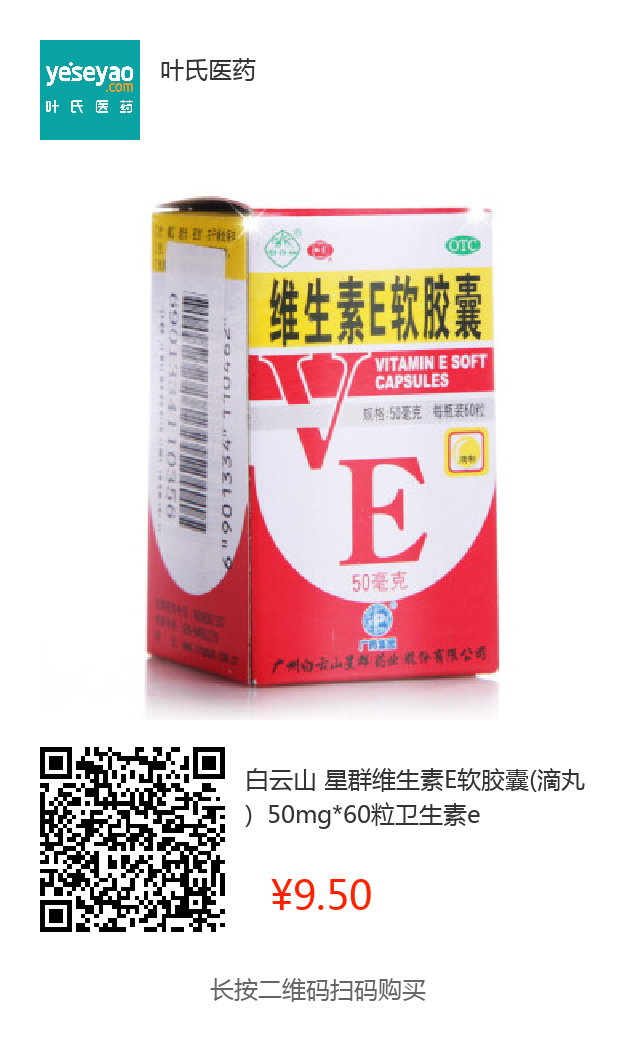 yeseyao
.com
叶氏医药
叶氏医药
OTC
维生素E软胶囊
VITAMIN E SOFT
CAPSULES
规格:50毫克 每瓶装60粒
V
E
50毫克
广药集团
广州白云山星群(药业)股份有限公司
白云山 星群维生素E软胶囊(滴丸
) 50mg*60粒卫生素e
¥9.50
长按二维码扫码购买